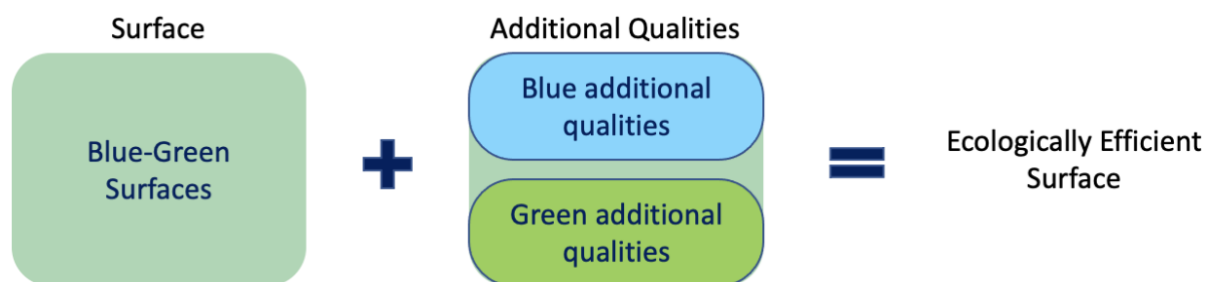 Surface
Blue-Green
Surfaces
Additional Qualities
Blue additional
qualities
Green additional
qualities
Ecologically Efficient
Surface